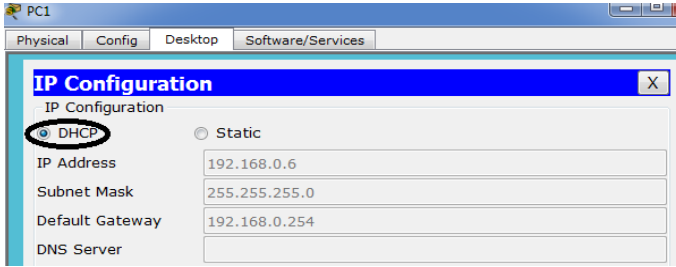 PC1
Physical Config Desktop Software/Services
IP Configuration X
IP Configuration
DHCP Static
IP Address 192.168.0.6
Subnet Mask 255.255.255.0
Default Gateway 192.168.0.254
DNS Server